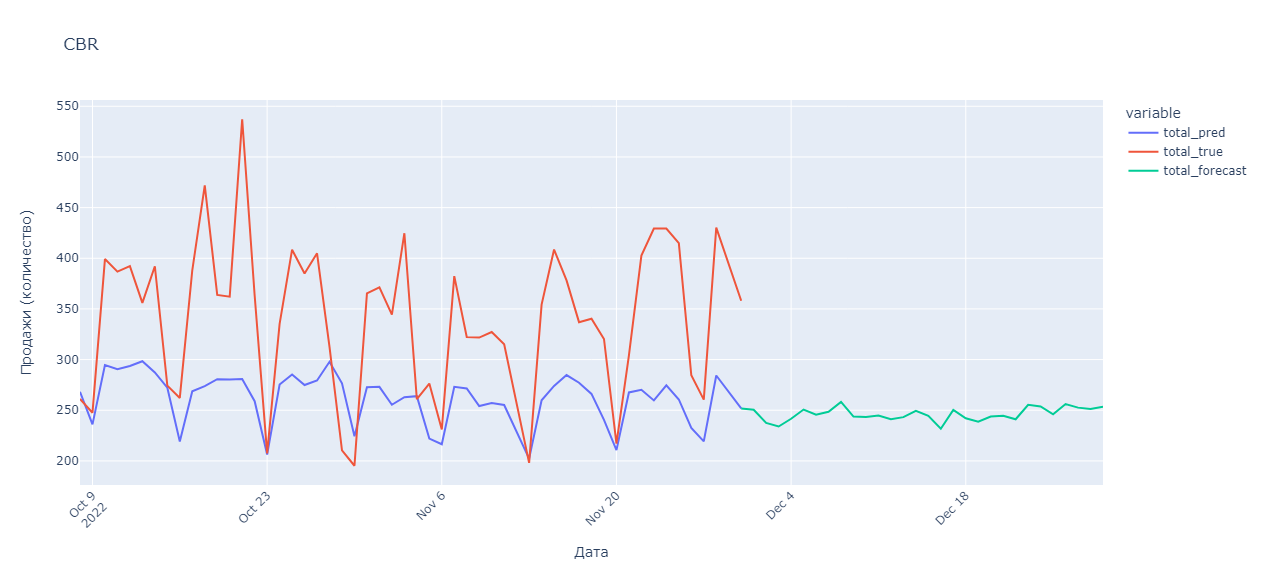 CBR
Продажи (количество)
550
500
450
400
350
300
250
200
Oct 9
2022
Oct 23
Nov 6
Nov 20
Dec 4
Dec 18
Дата
variable
total_pred
total_true
total_forecast